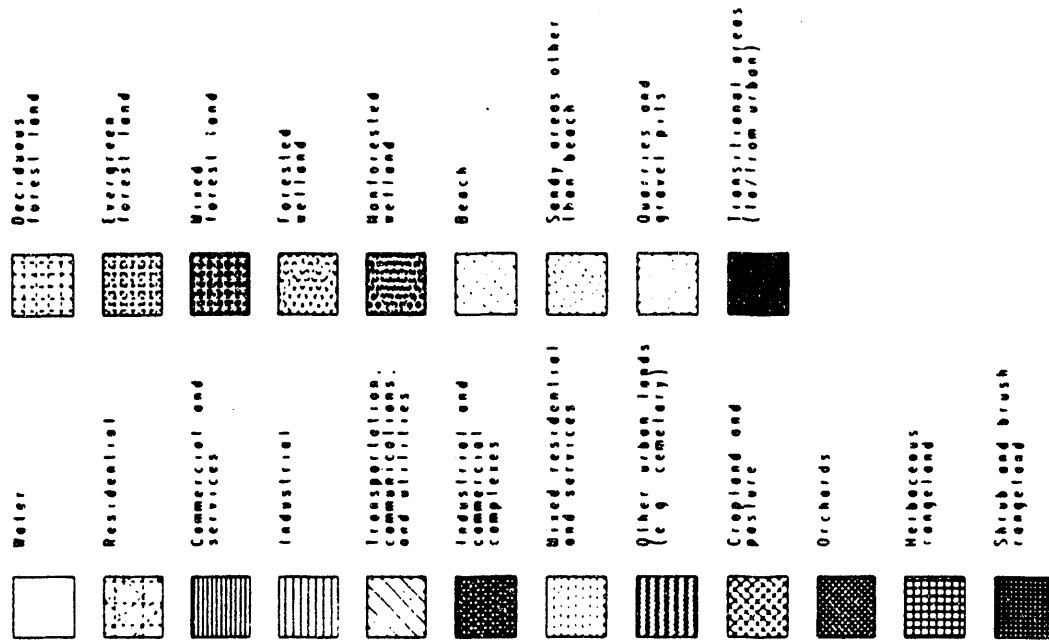 Water
Residential
Commercial and
services
Industrial
Transportation,
communications,
and utilities
Industrial and
commercial
complexes
Mixed residential
and services
Other urban lands
(e g cemetary)
Cropland and
pasture
Orchards
Herbaceous
rangeland
Shrub and brush
rangeland
Deciduous
forest land
Evergreen
forest land
Mixed
forest land
Forested
wetland
Nonforested
wetland
Beach
Sandy areas other
than beach
Quarries and
gravel pits
Transitional areas
(to/from urban)